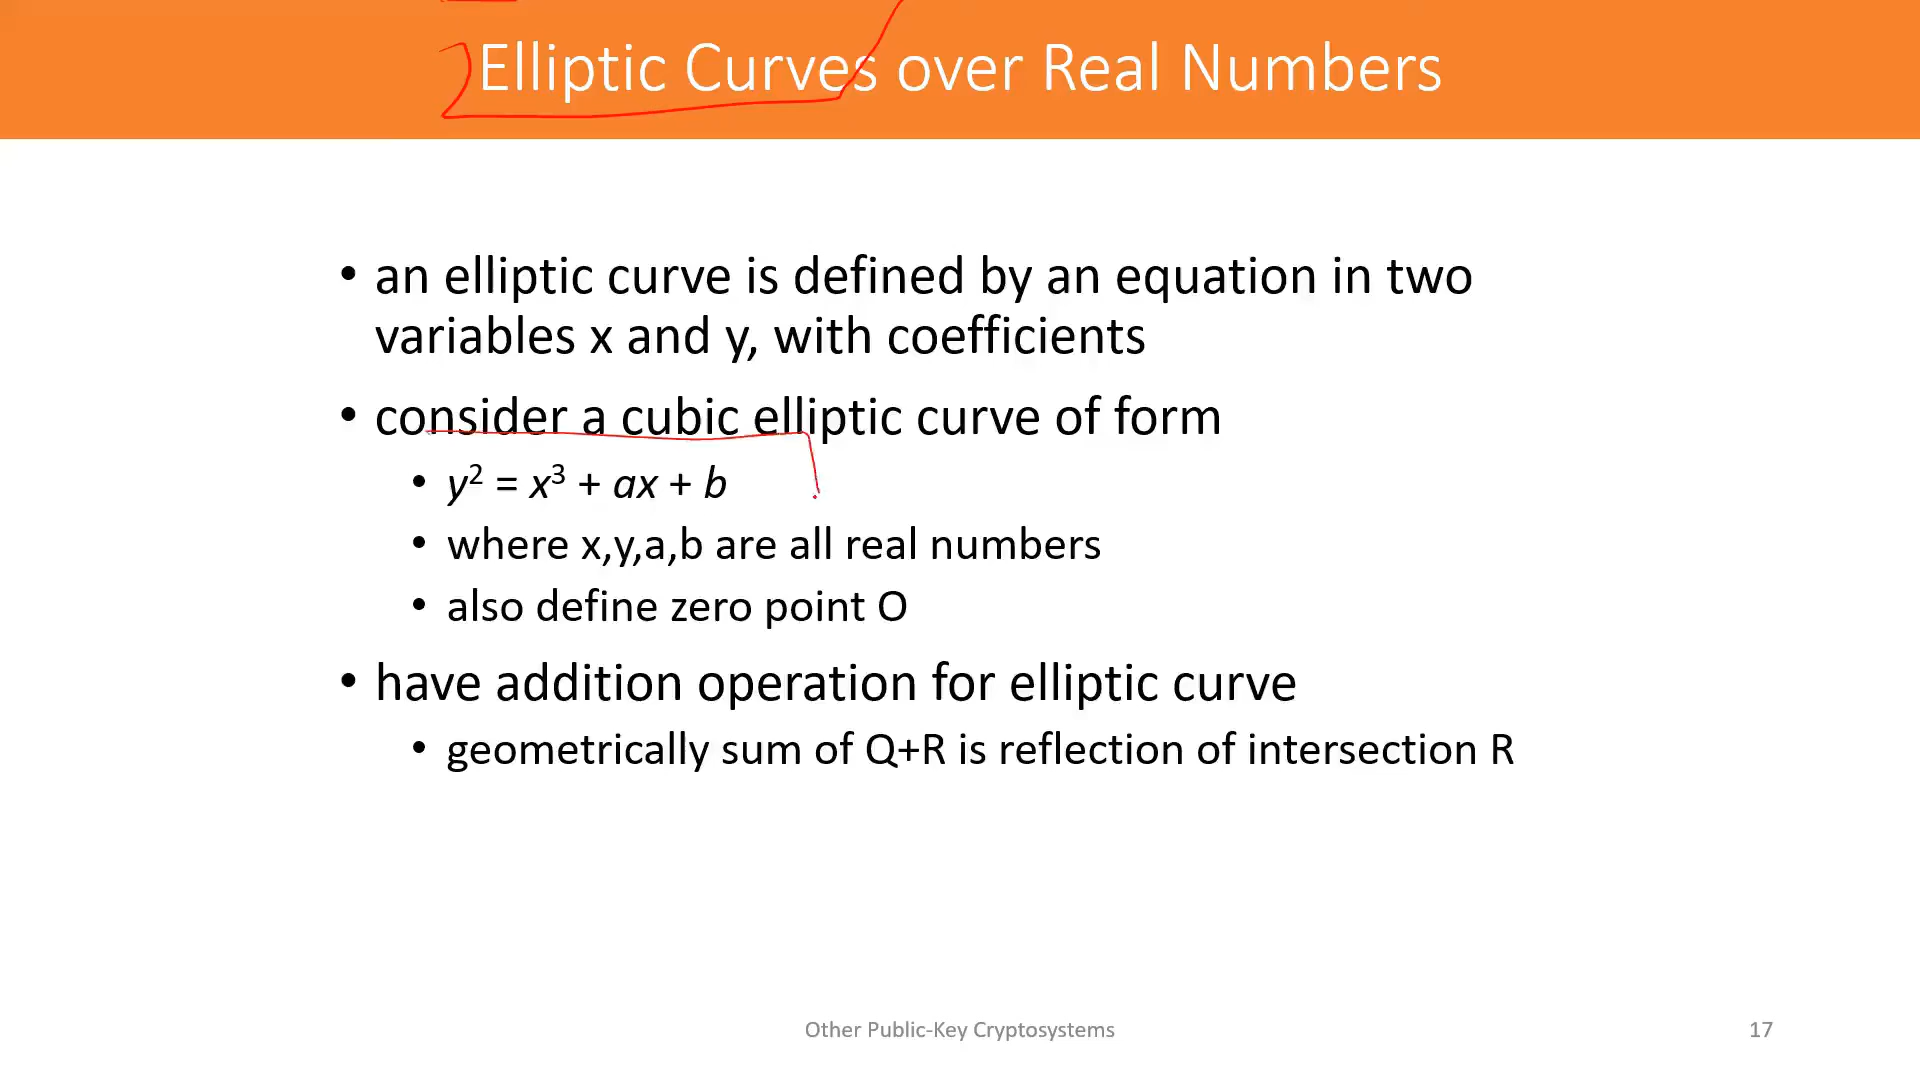 Elliptic Curves over Real Numbers
• an elliptic curve is defined by an equation in two
variables x and y, with coefficients
• consider a cubic elliptic curve of form
• y² = x³ + ax + b
• where x,y,a,b are all real numbers
• also define zero point O
• have addition operation for elliptic curve
• geometrically sum of Q+R is reflection of intersection R
Other Public-Key Cryptosystems
17